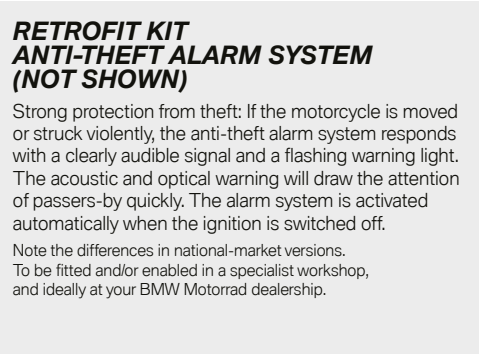 RETROFIT KIT
ANTI-THEFT ALARM SYSTEM
(NOT SHOWN)
Strong protection from theft: If the motorcycle is moved
or struck violently, the anti-theft alarm system responds
with a clearly audible signal and a flashing warning light.
The acoustic and optical warning will draw the attention
of passers-by quickly. The alarm system is activated
automatically when the ignition is switched off.
Note the differences in national-market versions.
To be fitted and/or enabled in a specialist workshop,
and ideally at your BMW Motorrad dealership.